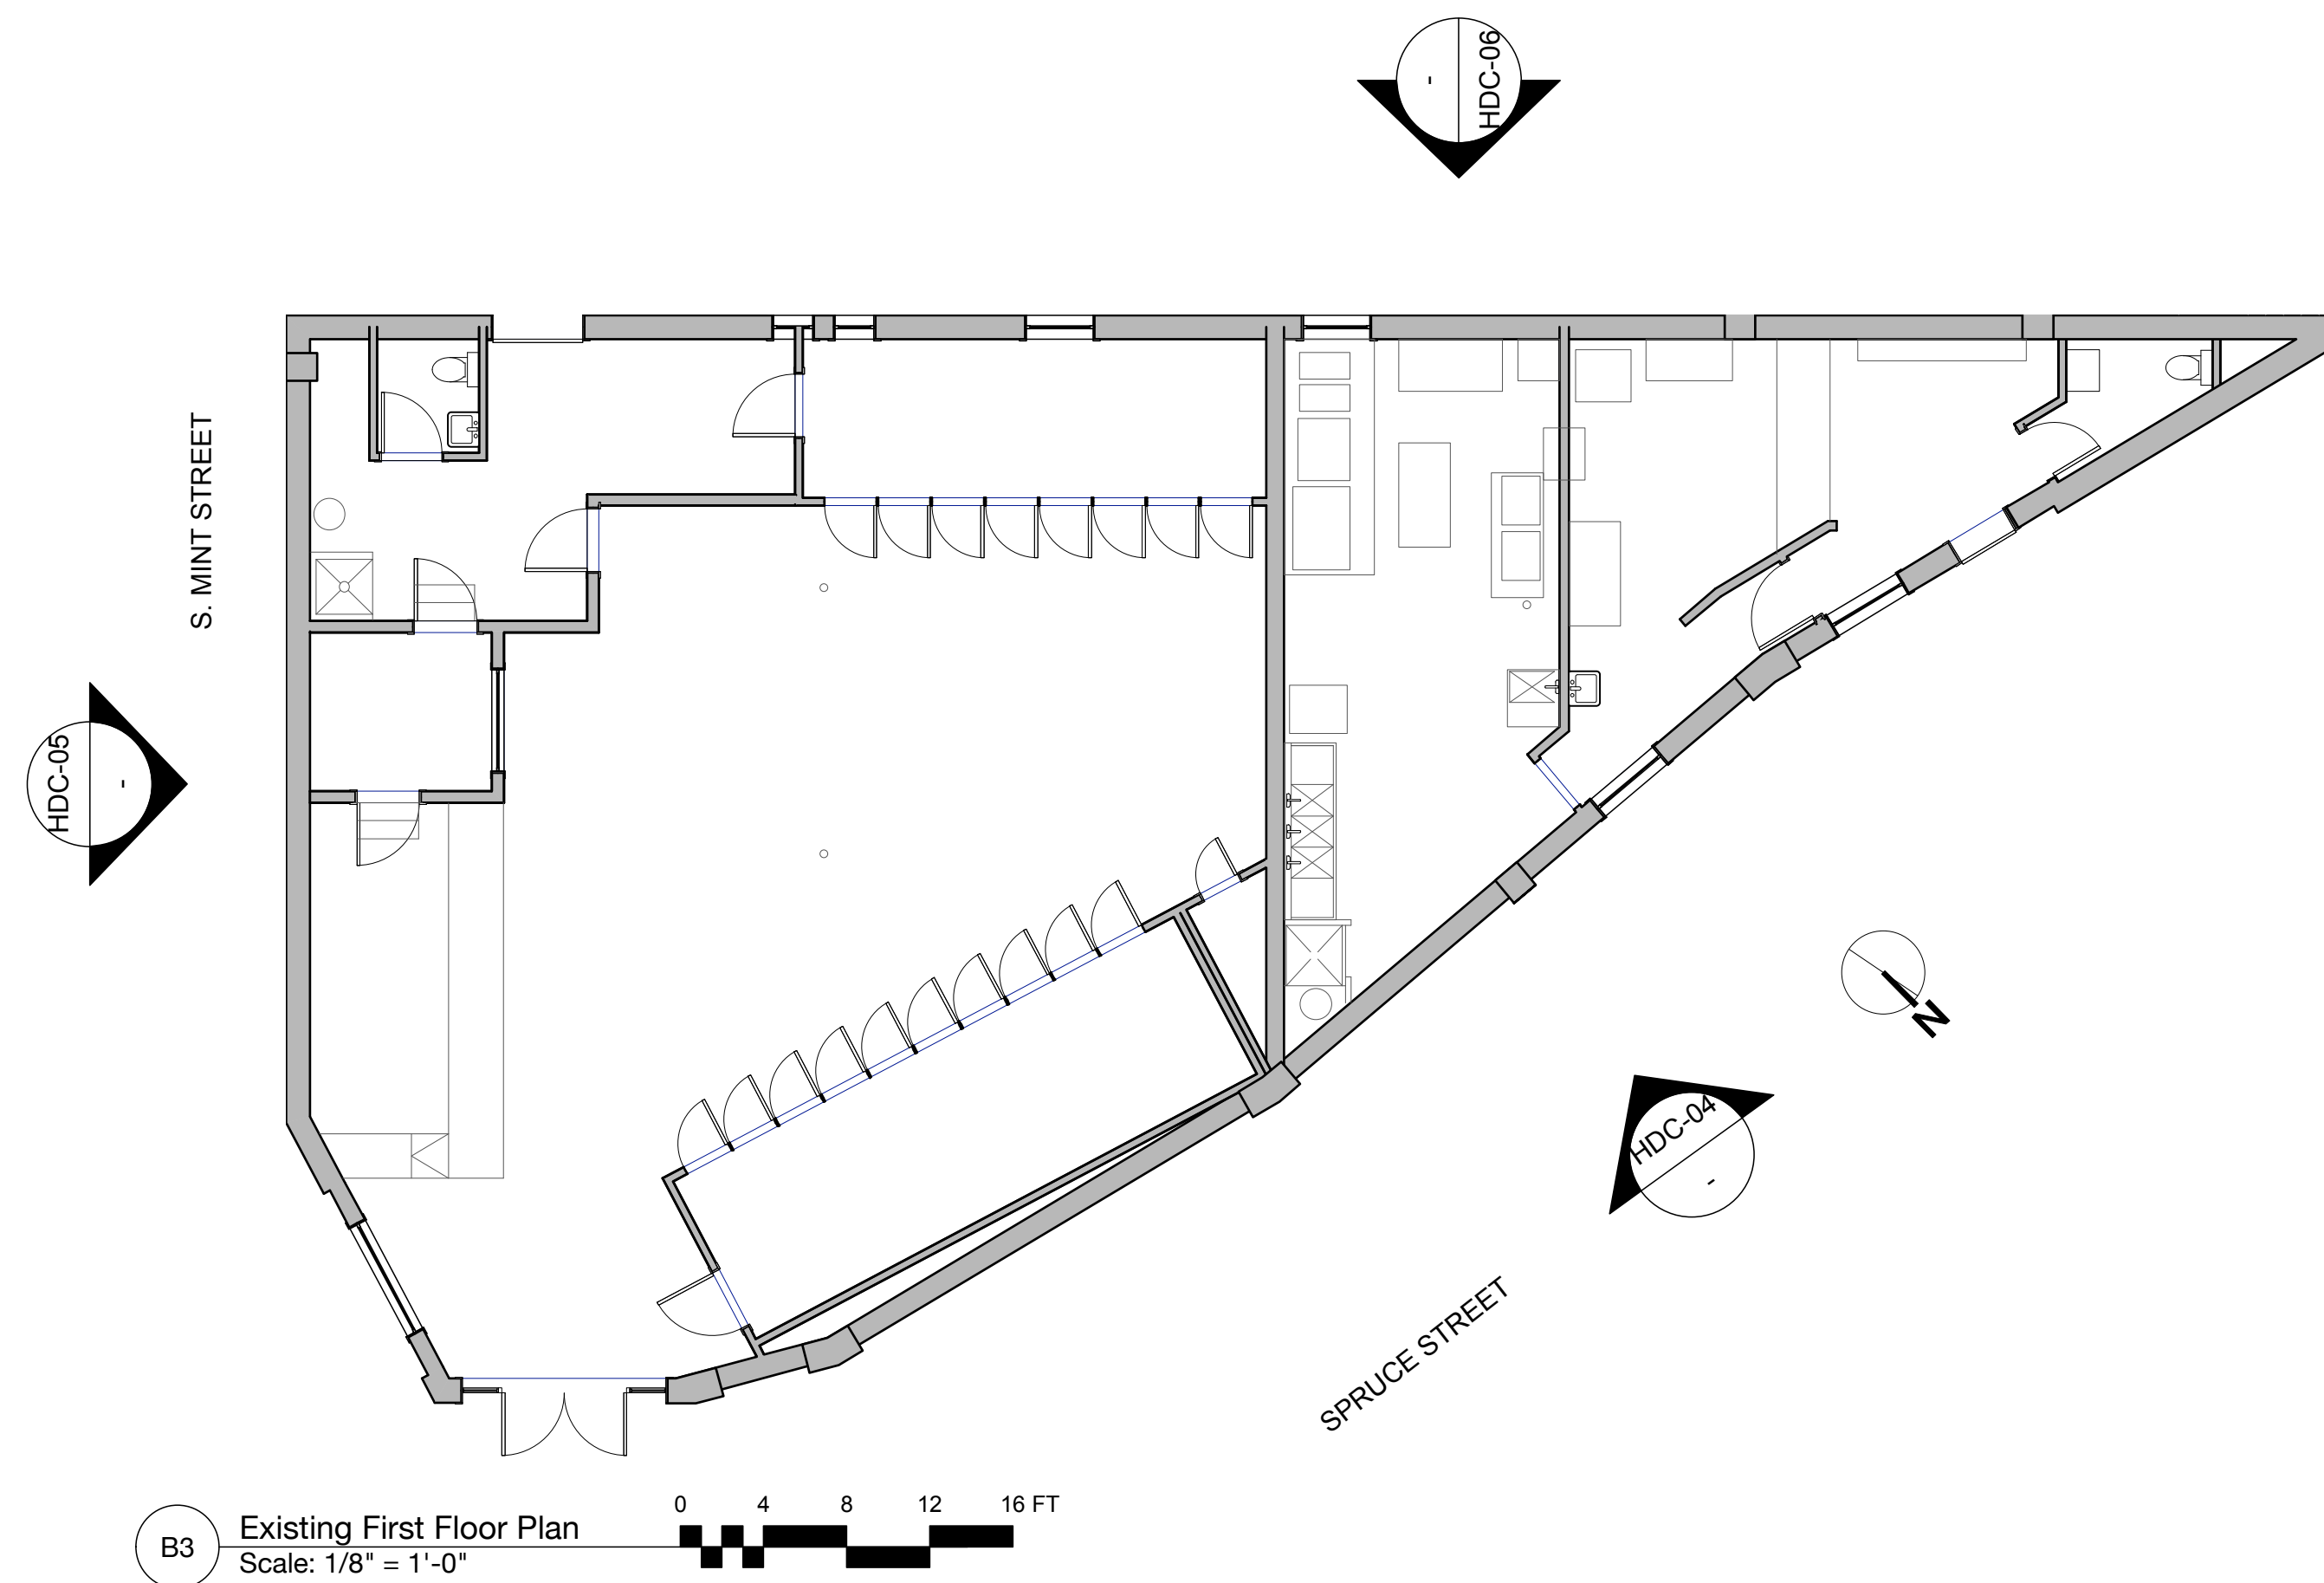 -
HDC-06
S. MINT STREET
HDC-05
-
N
HDC-04
-
SPRUCE STREET
0 4 8 12 16 FT
B3
Existing First Floor Plan
Scale: 1/8" = 1'-0"